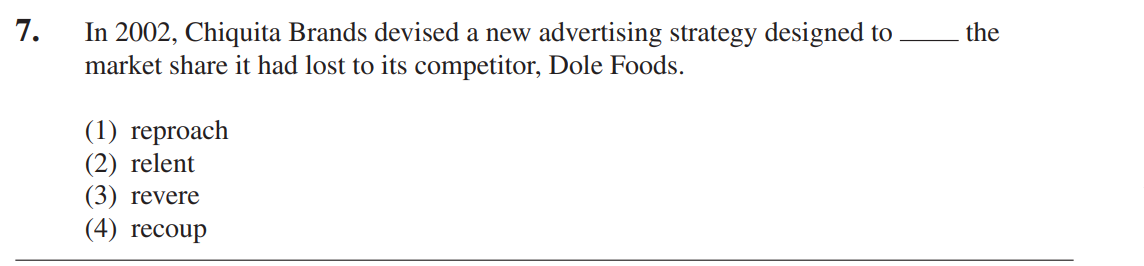 7. In 2002, Chiquita Brands devised a new advertising strategy designed to ____ the
market share it had lost to its competitor, Dole Foods.
(1) reproach
(2) relent
(3) revere
(4) recoup